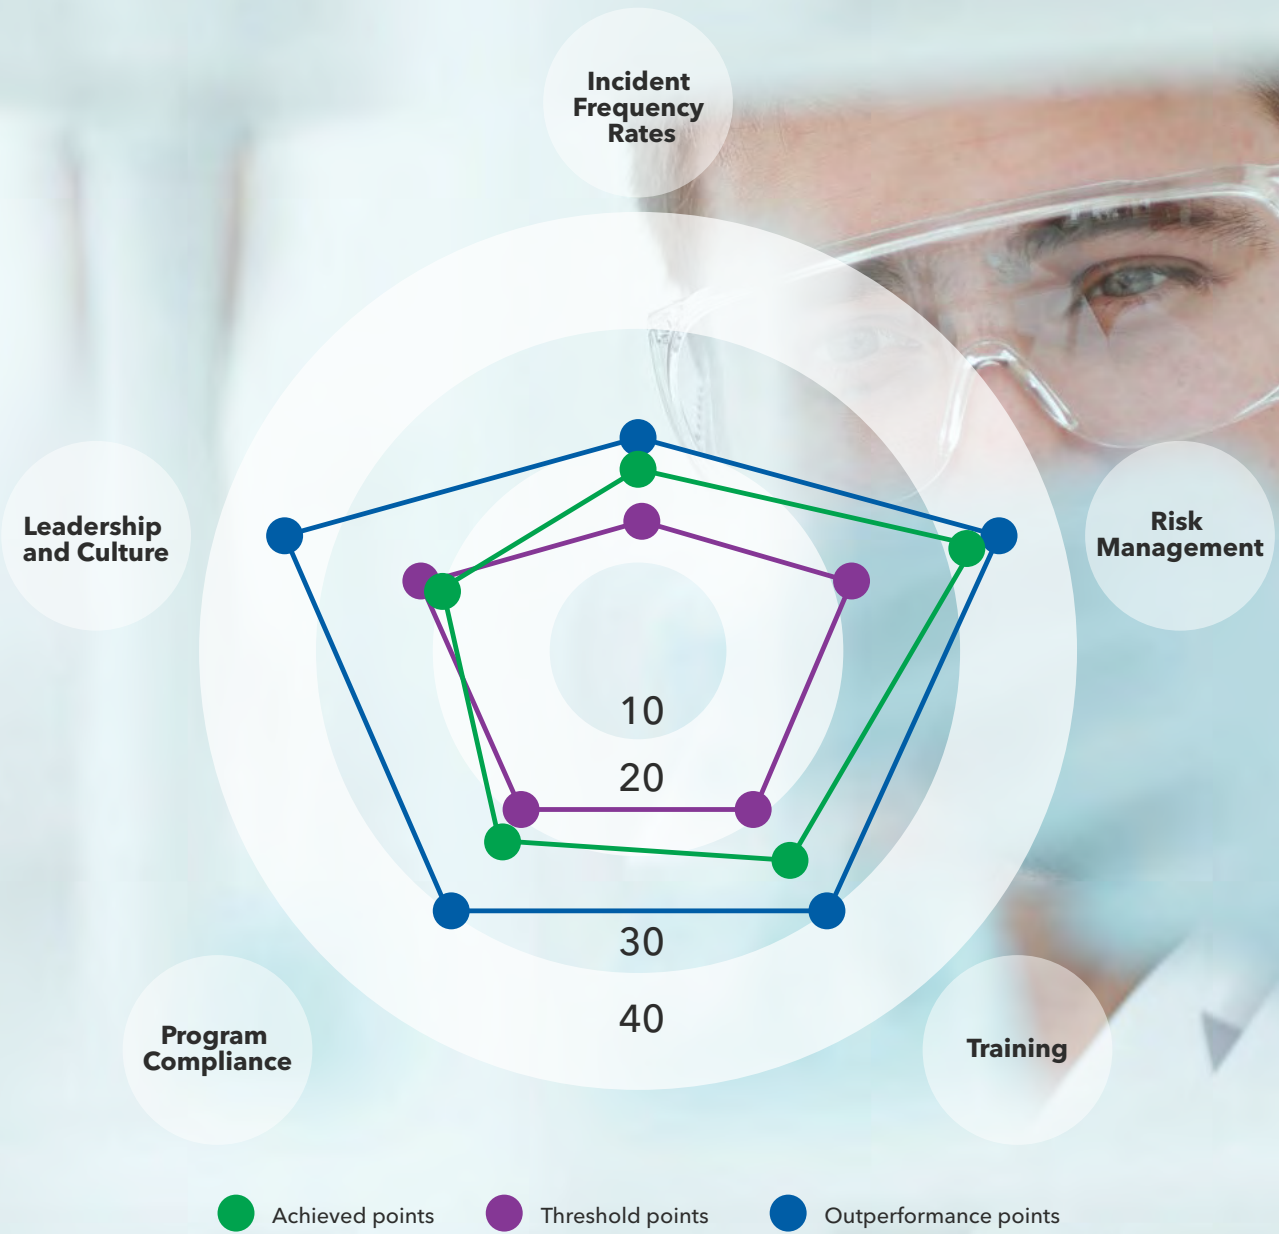 Incident
Frequency
Rates
Leadership
and Culture
Risk
Management
10
20
30
40
Program
Compliance
Training
Achieved points
Threshold points
Outperformance points